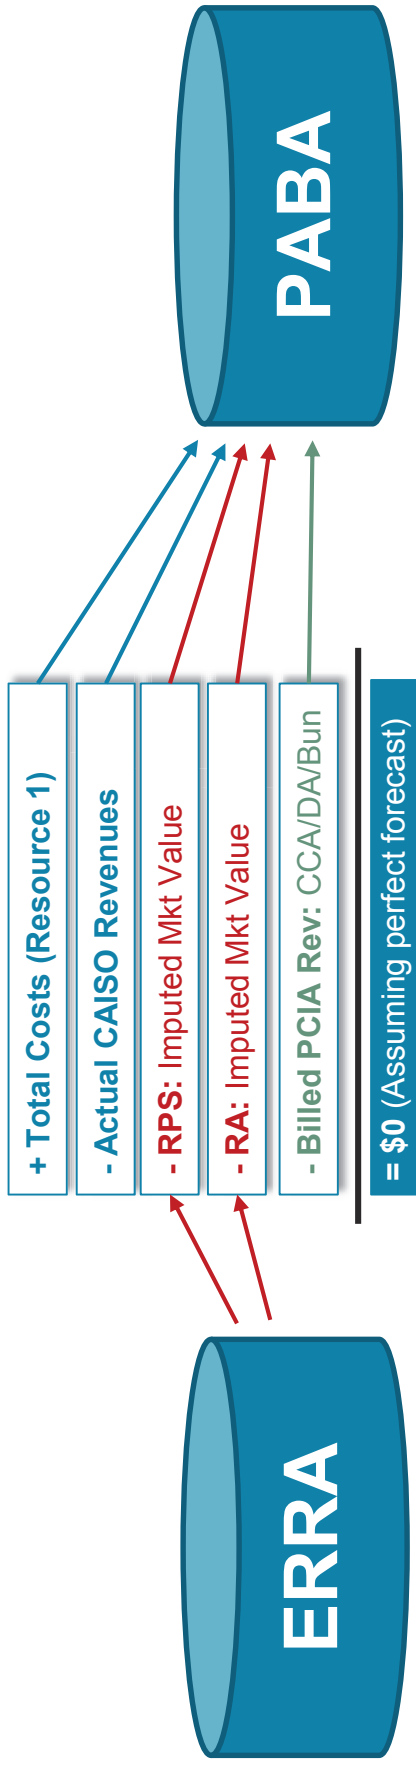 ERRA
+ Total Costs (Resource 1)
- Actual CAISO Revenues
- RPS: Imputed Mkt Value
- RA: Imputed Mkt Value
- Billed PCIA Rev: CCA/DA/Bun
= $0 (Assuming perfect forecast)
PABA